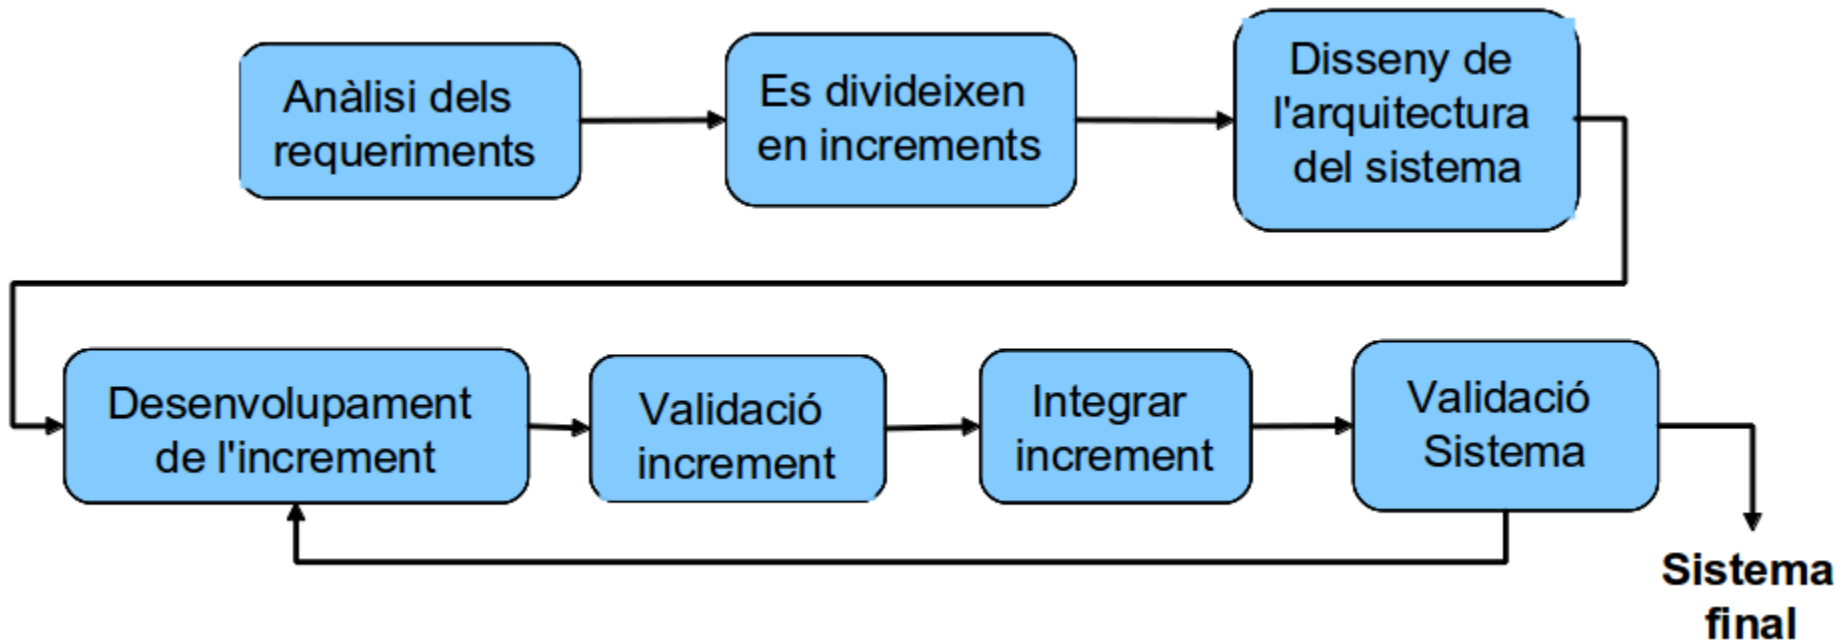 Anàlisi dels
requeriments
Es divideixen
en increments
Disseny de
l'arquitectura
del sistema
Desenvolupament
de l'increment
Validació
increment
Integrar
increment
Validació
Sistema
Sistema
final